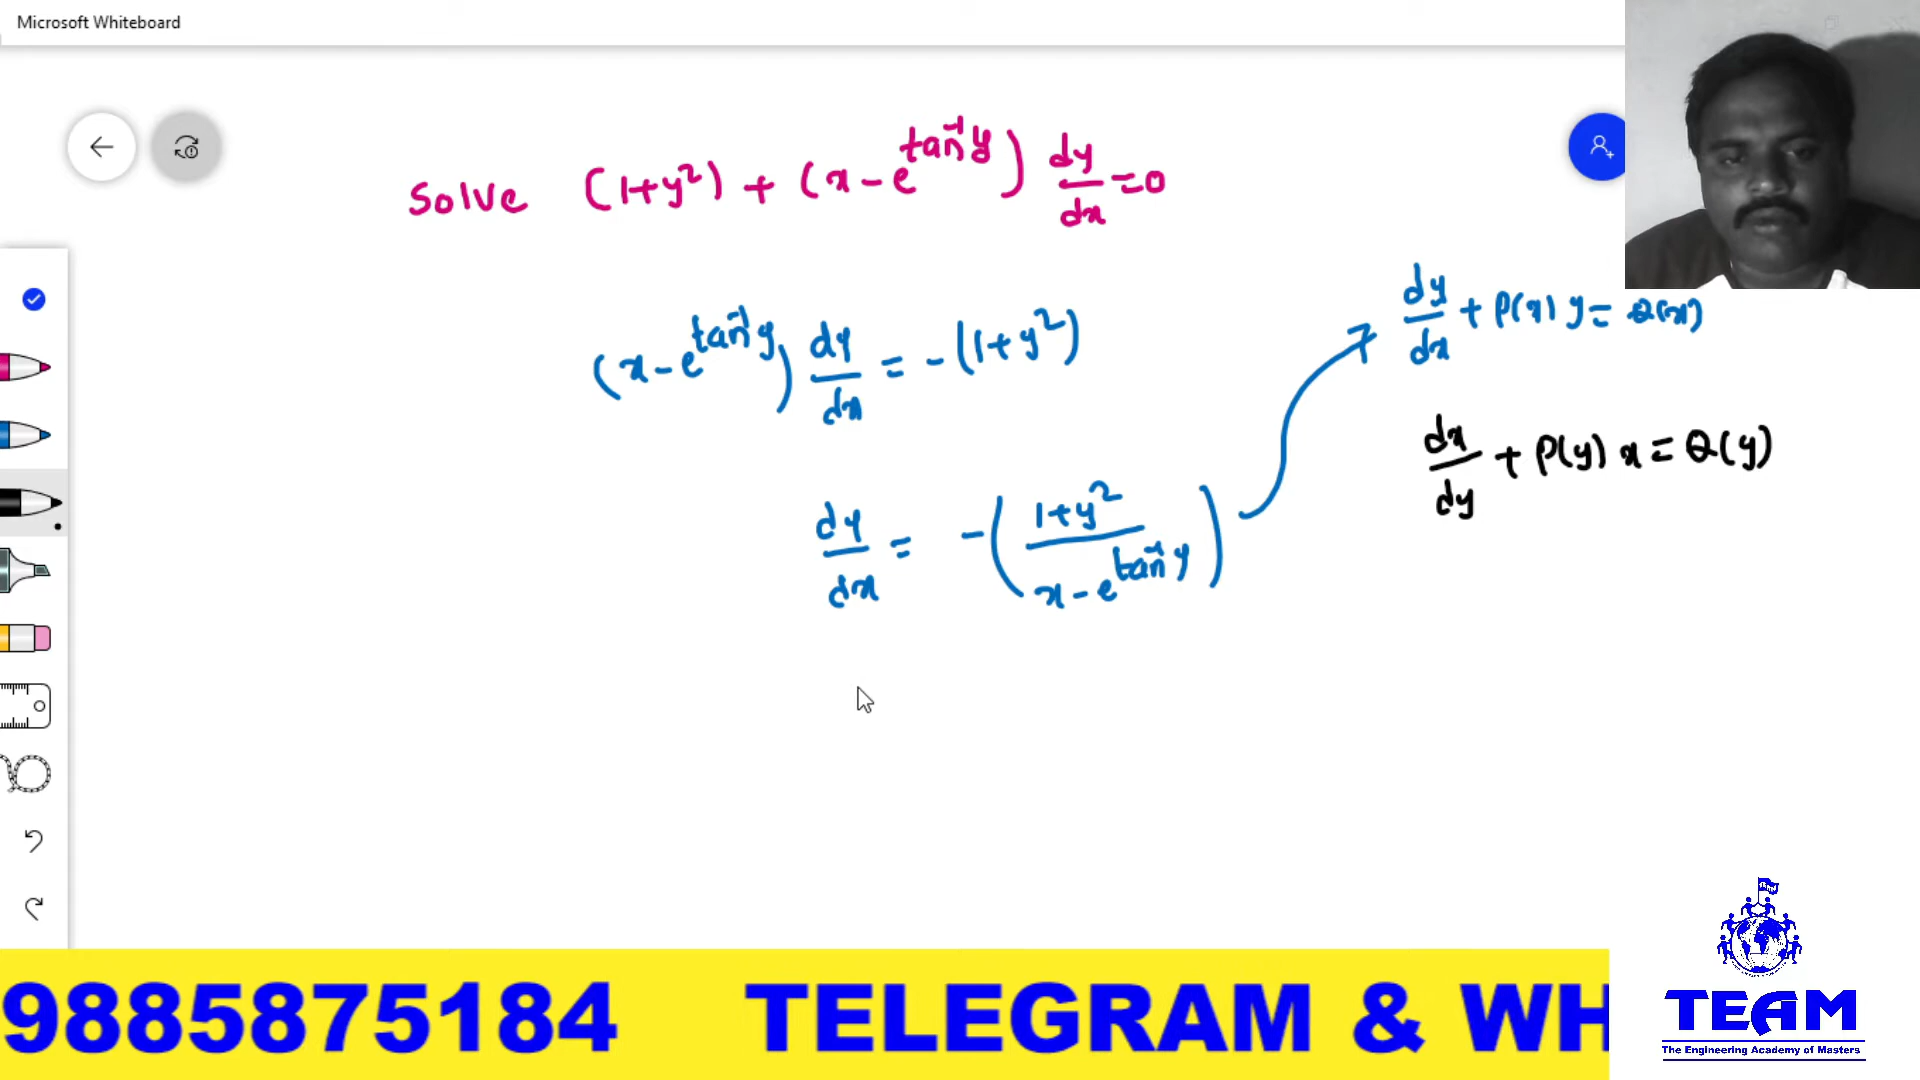 Microsoft Whiteboard
Solve (1+y²) + (x-e^tan⁻¹y) dy/dx =0
(x-e^tan⁻¹y) dy/dx = -(1+y²)
dy/dx + P(x) y = Q(x)
dx/dy + P(y) x = Q(y)
dy/dx = -(1+y²/x-e^tan⁻¹y)
9885875184 TELEGRAM & WH
TEAM
The Engineering Academy of Masters